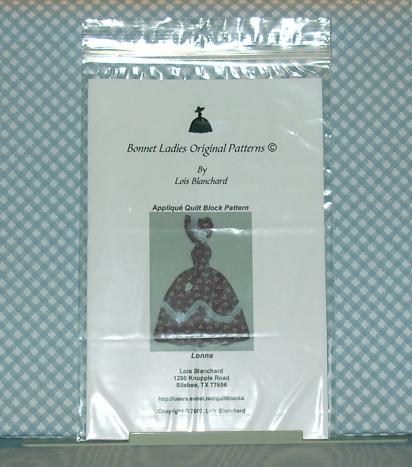 Bonnet Ladies Original Patterns ©
By
Lois Blanchard
Appliqué Quilt Block Pattern
Lonna
Lois Blanchard
1296 Knupple Road
Silsbee, TX 77656
http://users.eonet.net/quiltblocks
Copyright © 2002, Lois Blanchard